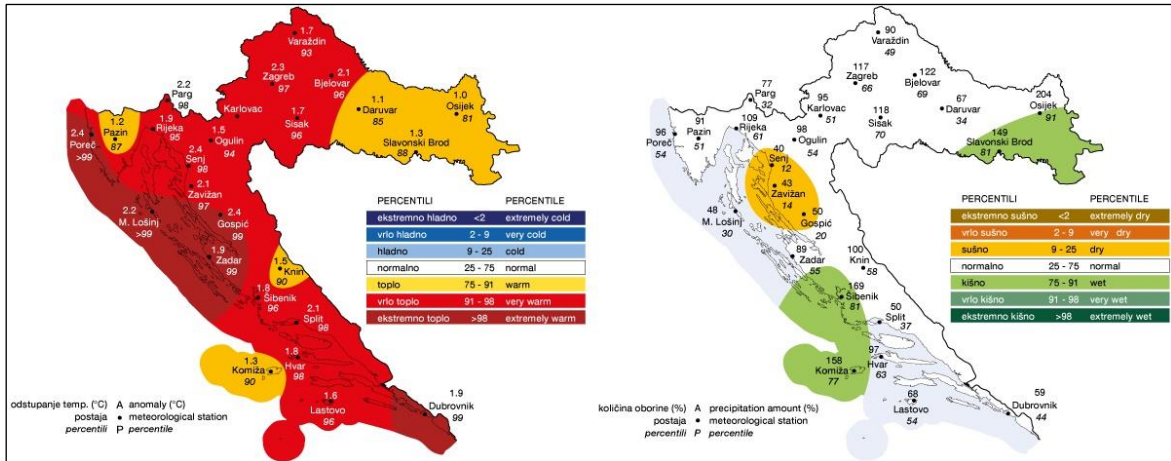 1.7
Varaždin
93
2.3
Zagreb
97
2.1
Bjelovar
96
2.2
Parg
98
Karlovac
1.7
Sisak
96
1.1
Daruvar
85
1.0
Osijek
81
1.3
Slavonski Brod
88
1.2
Pazin
87
1.9
Rijeka
95
1.5
Ogulin
94
2.4
Poreč
>99
2.4
Senj
98
2.1
Zavižan
97
2.4
Gospić
99
2.2
M. Lošinj
>99
1.9
Zadar
99
1.5
Knin
90
1.8
Šibenik
96
2.1
Split
98
1.8
Hvar
98
1.3
Komiža
90
1.6
Lastovo
96
1.9
Dubrovnik
99
PERCENTILI PERCENTILE
ekstremno hladno <2 extremely cold
vrlo hladno 2 - 9 very cold
hladno 9 - 25 cold
normalno 25 - 75 normal
toplo 75 - 91 warm
vrlo toplo 91 - 98 very warm
ekstremno toplo >98 extremely warm
odstupanje temp. (°C) A anomaly (°C)
postaja meteorological station
percentili P percentile
90
Varaždin
49
117
Zagreb
66
122
Bjelovar
69
77
Parg
32
95
Karlovac
51
118
Sisak
70
67
Daruvar
34
204
Osijek
91
149
Slavonski Brod
81
96
Poreč
54
91
Pazin
51
109
Rijeka
61
98
Ogulin
54
40
Senj
12
43
Zavižan
14
50
Gospić
20
48
M. Lošinj
30
89
Zadar
55
100
Knin
58
169
Šibenik
81
50
Split
37
97
Hvar
63
158
Komiža
77
68
Lastovo
54
59
Dubrovnik
44
PERCENTILI PERCENTILE
ekstremno sušno <2 extremely dry
vrlo sušno 2 - 9 very dry
sušno 9 - 25 dry
normalno 25 - 75 normal
kišno 75 - 91 wet
vrlo kišno 91 - 98 very wet
ekstremno kišno >98 extremely wet
količina oborine (%) A precipitation amount (%)
postaja meteorological station
percentili P percentile